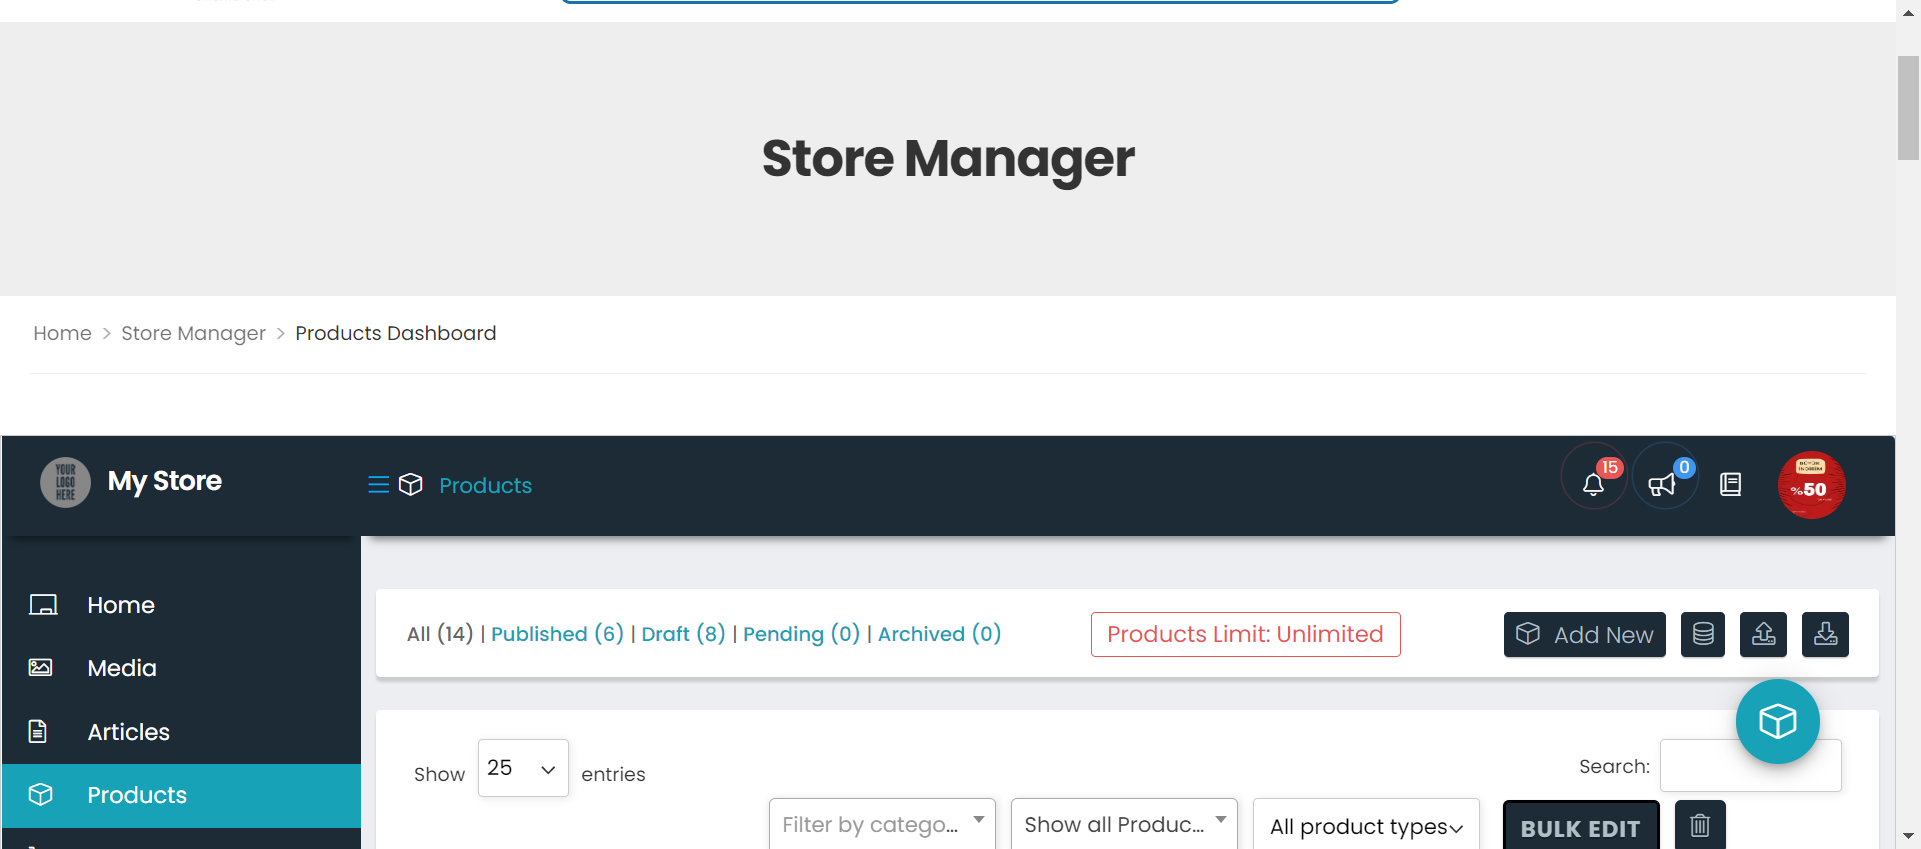 Store Manager
Home > Store Manager > Products Dashboard
YOUR
LOGO
HERE
My Store
Products
15
0
%50
Home
Media
Articles
Products
All (14) | Published (6) | Draft (8) | Pending (0) | Archived (0)
Products Limit: Unlimited
Add New
Show 25 entries
Search:
Filter by catego...
Show all Produc...
All product types
BULK EDIT